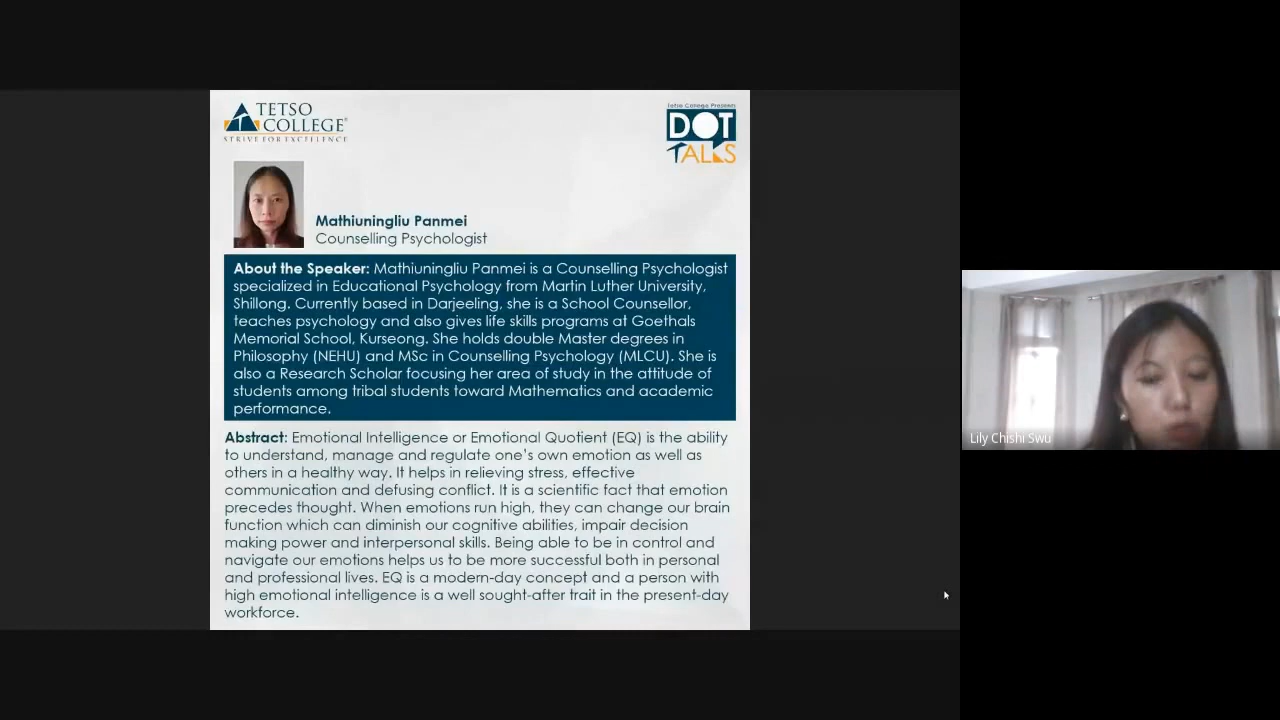 TETSO
COLLEGE®
STRIVE FOR EXCELLENCE
Tetso College Presents
DOT
TALKS
Mathiuningliu Panmei
Counselling Psychologist
About the Speaker: Mathiuningliu Panmei is a Counselling Psychologist
specialized in Educational Psychology from Martin Luther University,
Shillong. Currently based in Darjeeling, she is a School Counsellor,
teaches psychology and also gives life skills programs at Goethals
Memorial School, Kurseong. She holds double Master degrees in
Philosophy (NEHU) and MSc in Counselling Psychology (MLCU). She is
also a Research Scholar focusing her area of study in the attitude of
students among tribal students toward Mathematics and academic
performance.
Abstract: Emotional Intelligence or Emotional Quotient (EQ) is the ability
to understand, manage and regulate one's own emotion as well as
others in a healthy way. It helps in relieving stress, effective
communication and defusing conflict. It is a scientific fact that emotion
precedes thought. When emotions run high, they can change our brain
function which can diminish our cognitive abilities, impair decision
making power and interpersonal skills. Being able to be in control and
navigate our emotions helps us to be more successful both in personal
and professional lives. EQ is a modern-day concept and a person with
high emotional intelligence is a well sought-after trait in the present-day
workforce.
Lily Chishi Swu